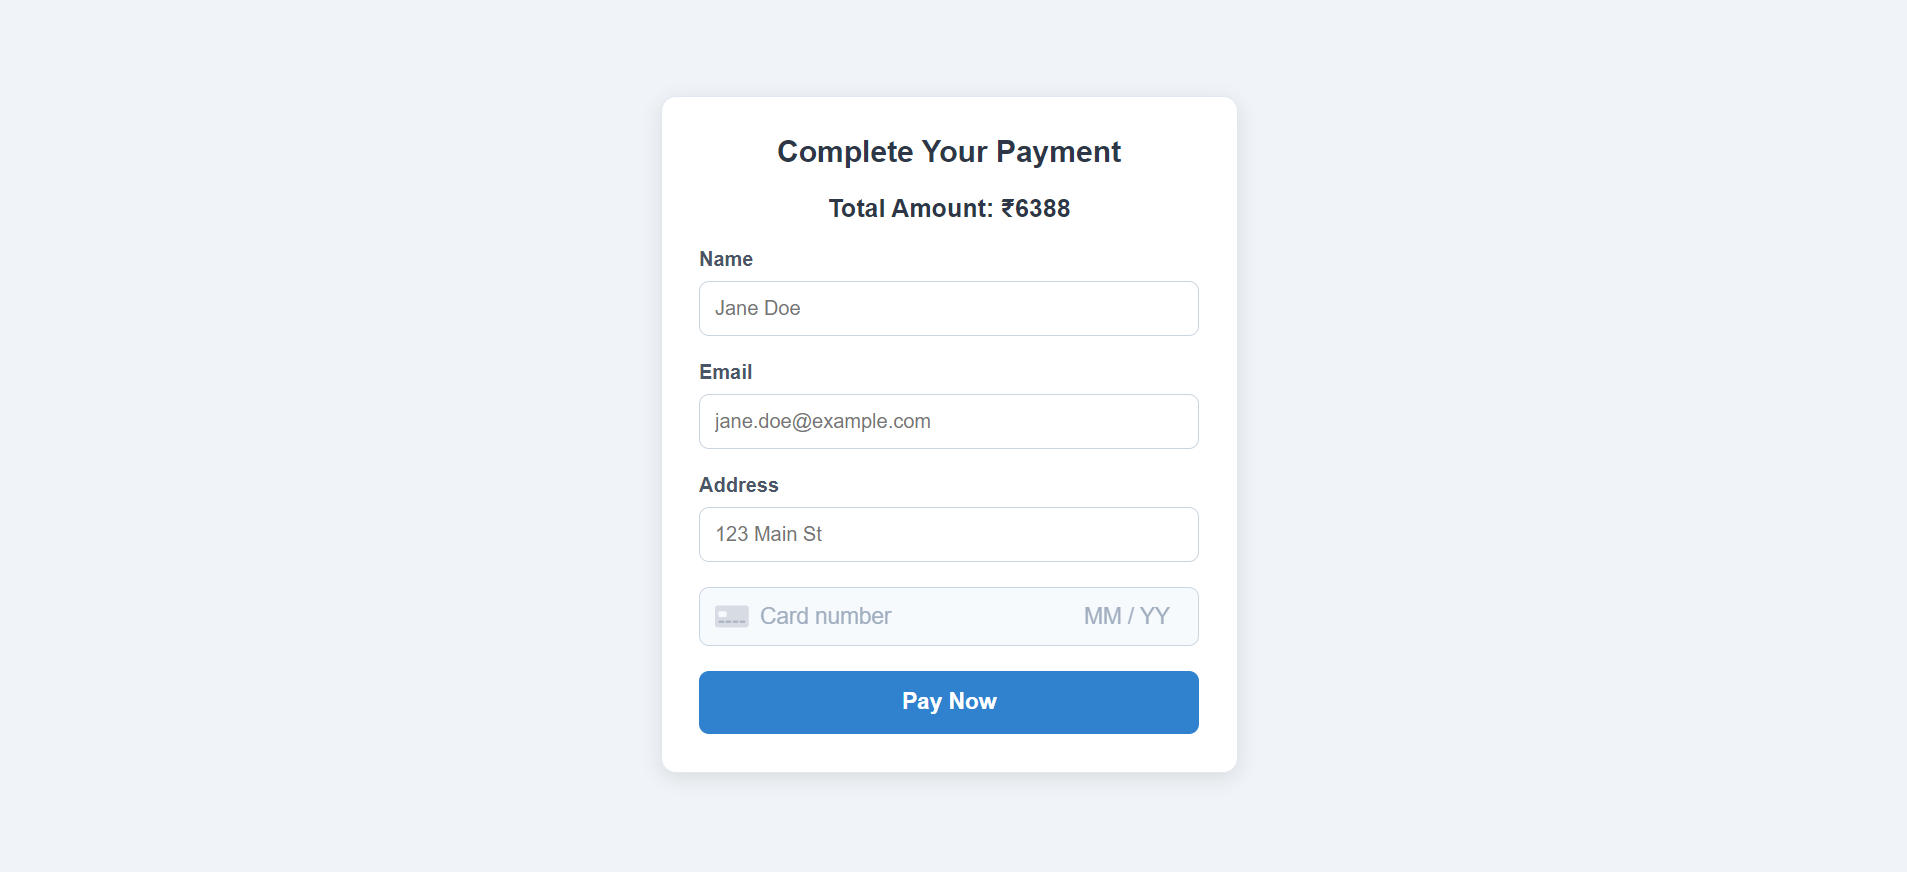 Complete Your Payment
Total Amount: ₹6388
Name
Jane Doe
Email
jane.doe@example.com
Address
123 Main St
Card number MM / YY
Pay Now